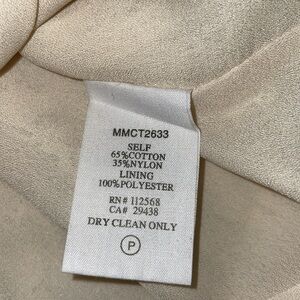 MMCT2633
SELF
65%COTTON
35%NYLON
LINING
100%POLYESTER
RN# 112568
CA# 29438
DRY CLEAN ONLY
P